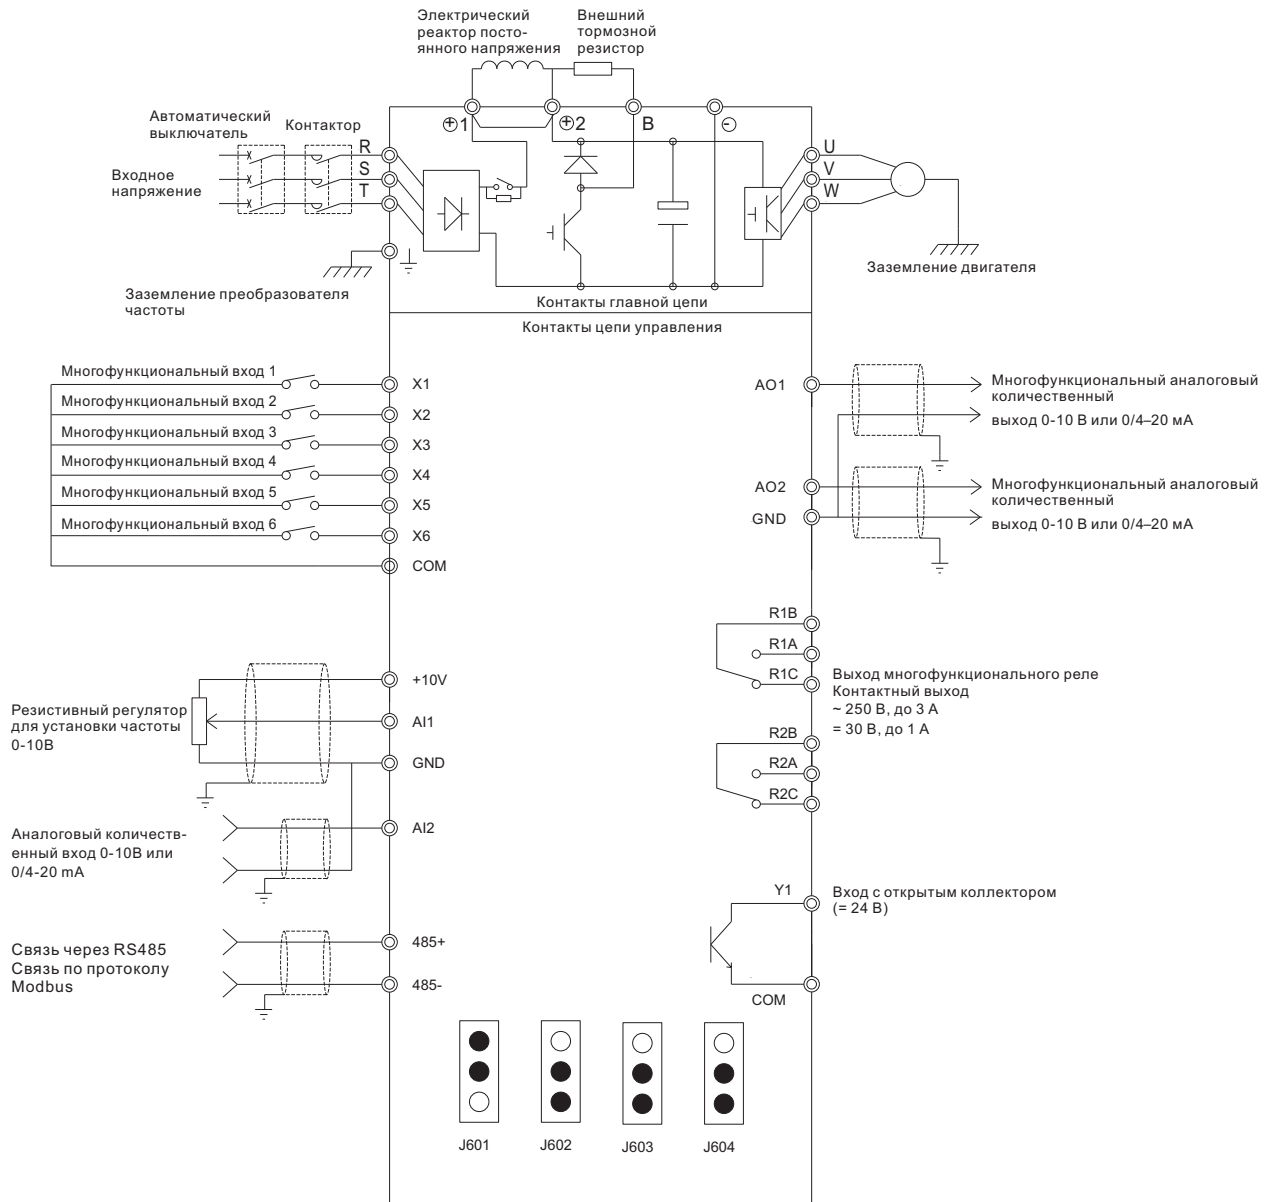 Электрический
реактор посто-
янного напряжения
Внешний
тормозной
резистор
Автоматический
выключатель
Контактор
⊕1
⊕2
B
⊖
Входное
напряжение
R
S
T
U
V
W
Заземление двигателя
Заземление преобразователя
частоты
Контакты главной цепи
Контакты цепи управления
Многофункциональный вход 1
X1
Многофункциональный вход 2
X2
Многофункциональный вход 3
X3
Многофункциональный вход 4
X4
Многофункциональный вход 5
X5
Многофункциональный вход 6
X6
COM
AO1
Многофункциональный аналоговый
количественный
выход 0-10 В или 0/4–20 мА
AO2
GND
Многофункциональный аналоговый
количественный
выход 0-10 В или 0/4–20 мА
R1B
R1A
R1C
Выход многофункционального реле
Контактный выход
~ 250 В, до 3 А
= 30 В, до 1 А
R2B
R2A
R2C
Резистивный регулятор
для установки частоты
0-10В
+10V
AI1
GND
Аналоговый количеств-
енный вход 0-10В или
0/4-20 mA
AI2
Y1
Вход с открытым коллектором
(= 24 В)
COM
Связь через RS485
Связь по протоколу
Modbus
485+
485-
J601
J602
J603
J604